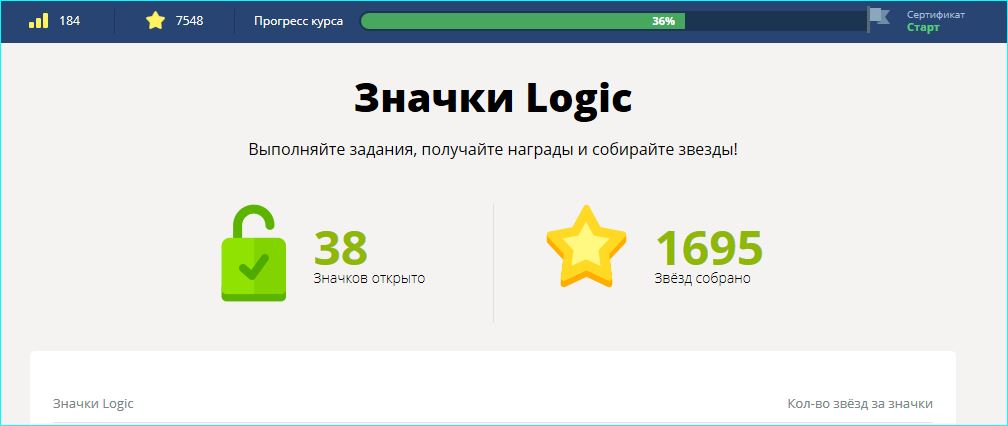 184 7548 Прогресс курса 36% Сертификат
Старт
Значки Logic
Выполняйте задания, получайте награды и собирайте звезды!
38
Значков открыто
1695
Звёзд собрано
Значки Logic Кол-во звёзд за значки